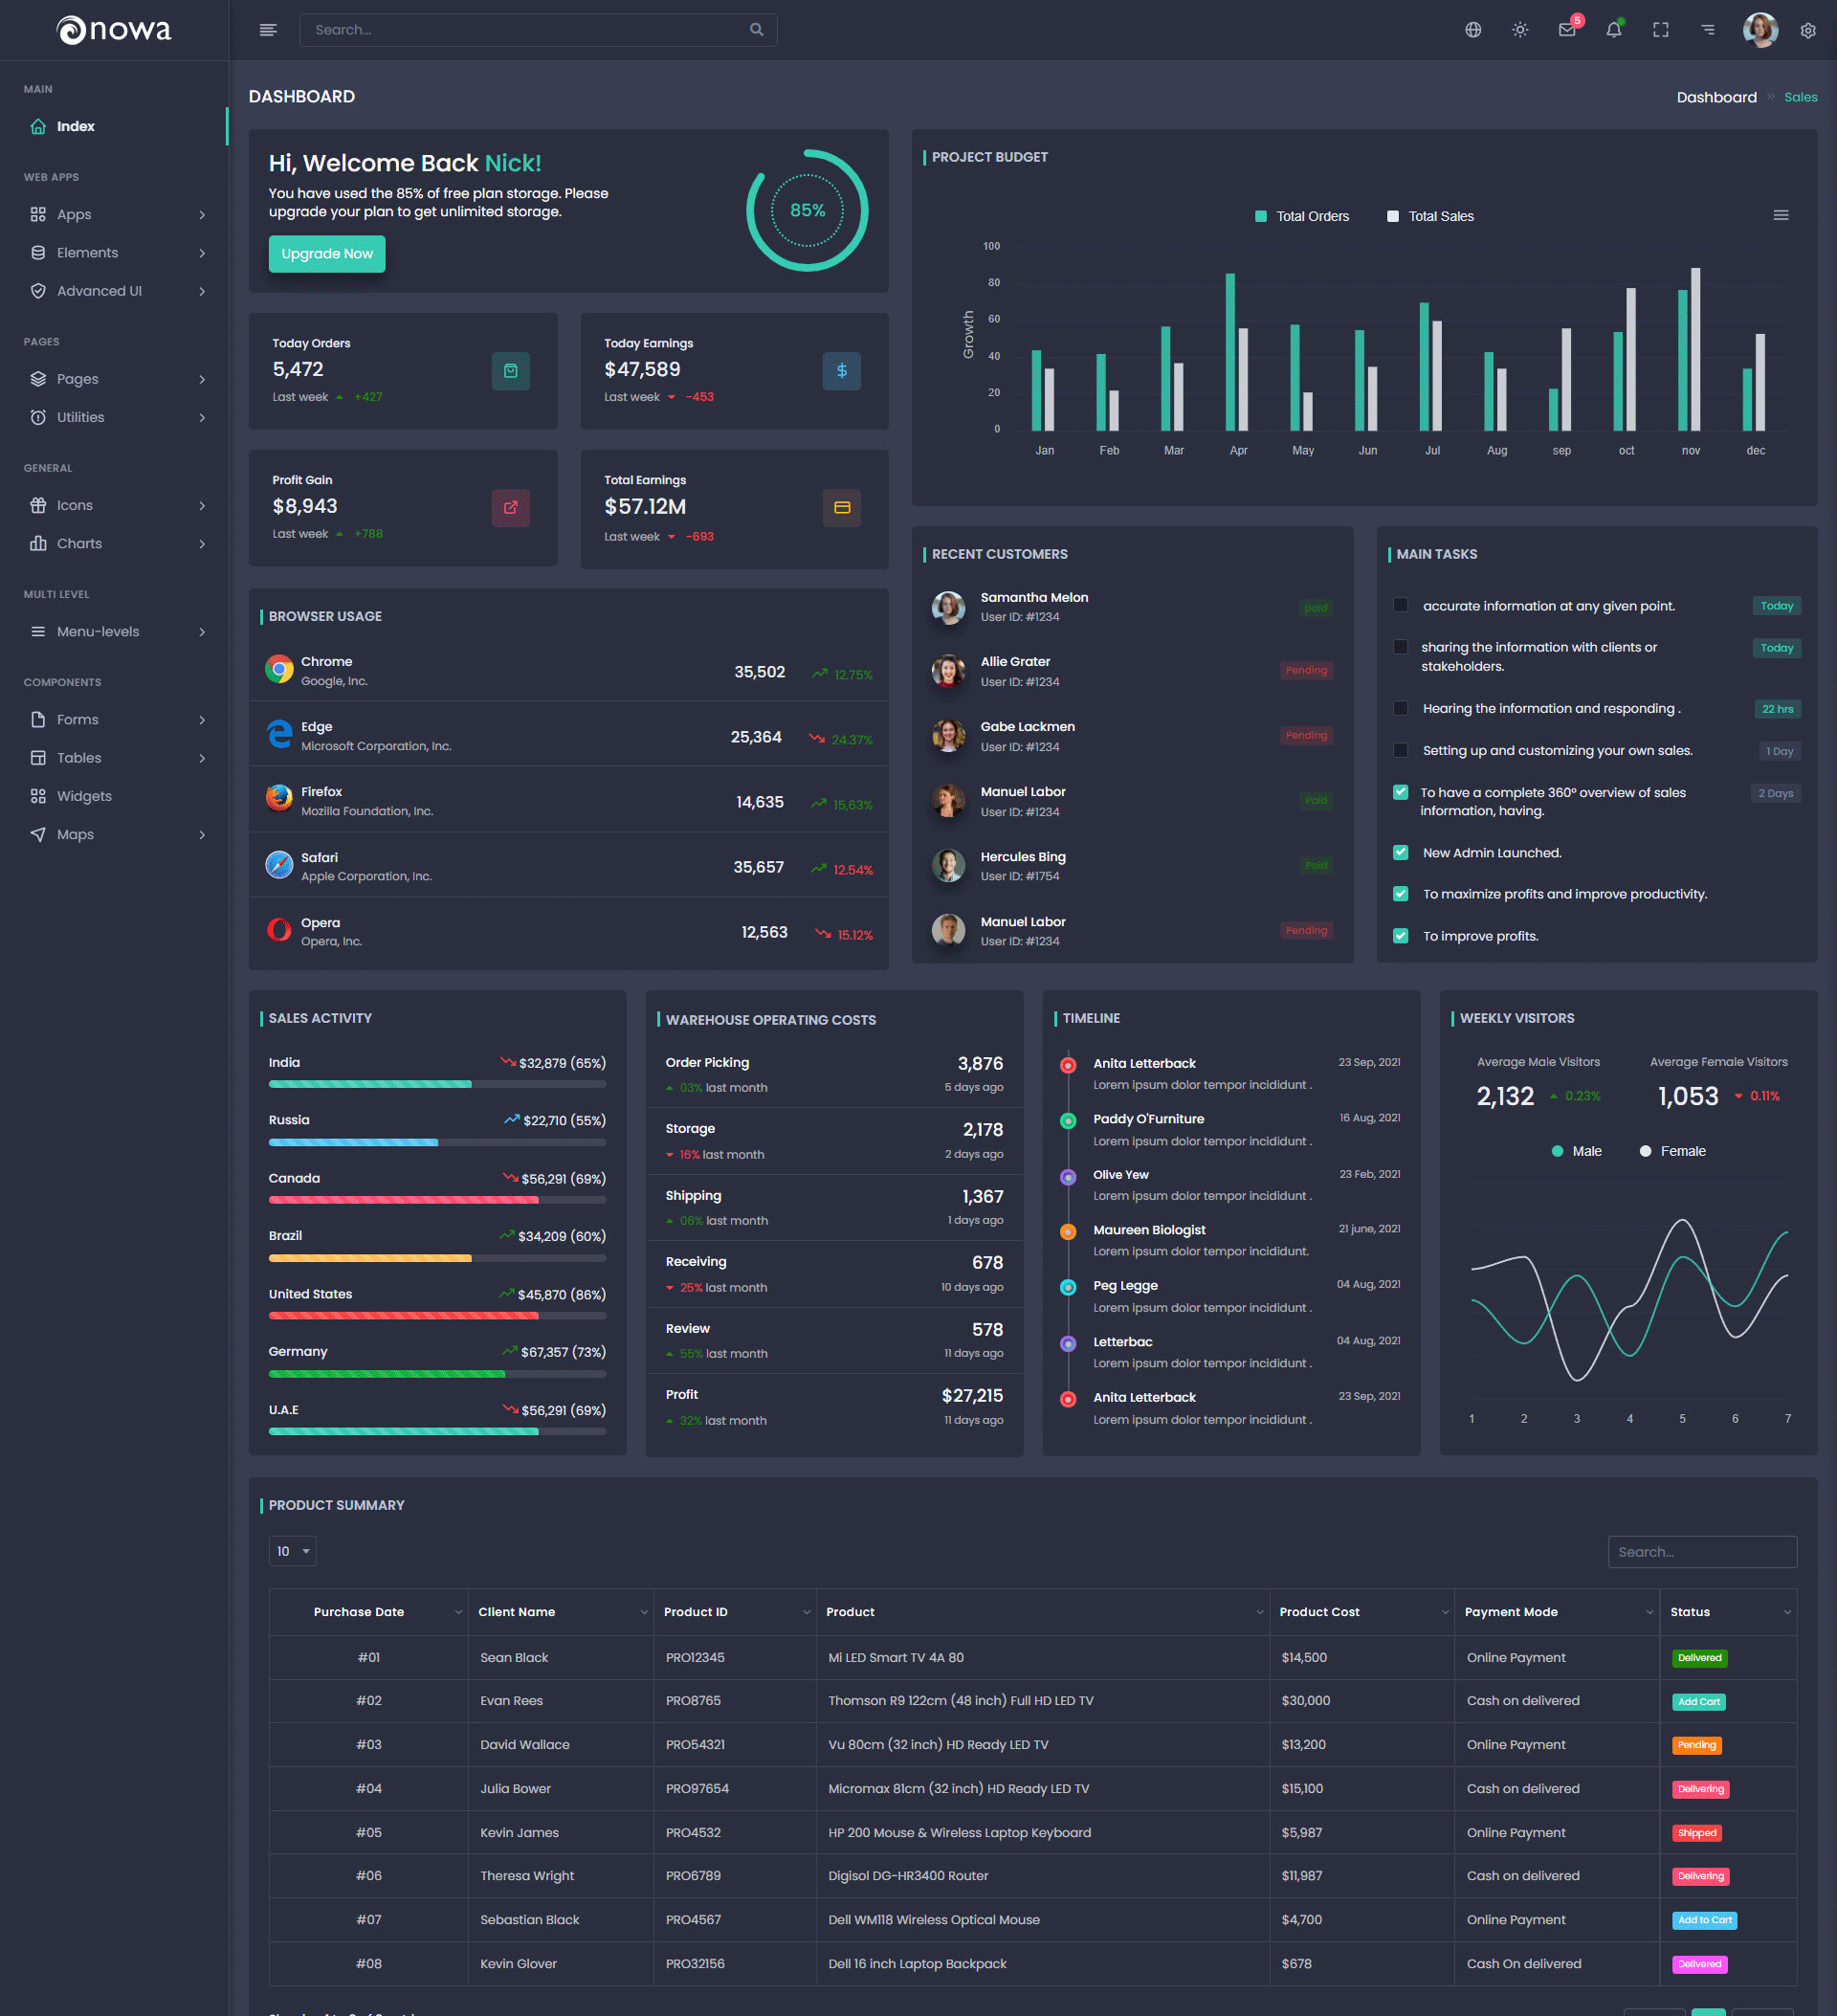 nowa
Search...
5
MAIN
Index
WEB APPS
Apps
Elements
Advanced UI
PAGES
Pages
Utilities
GENERAL
Icons
Charts
MULTI LEVEL
Menu-levels
COMPONENTS
Forms
Tables
Widgets
Maps
DASHBOARD
Dashboard » Sales
Hi, Welcome Back Nick!
You have used the 85% of free plan storage. Please
upgrade your plan to get unlimited storage.
Upgrade Now
85%
Today Orders
5,472
Last week +427
Today Earnings
$47,589
Last week -453
Profit Gain
$8,943
Last week +788
Total Earnings
$57.12M
Last week -693
PROJECT BUDGET
Total Orders Total Sales
Growth
100
80
60
40
20
0
Jan Feb Mar Apr May Jun Jul Aug sep oct nov dec
BROWSER USAGE
Chrome
Google, Inc.
35,502 12.75%
Edge
Microsoft Corporation, Inc.
25,364 24.37%
Firefox
Mozilla Foundation, Inc.
14,635 15,63%
Safari
Apple Corporation, Inc.
35,657 12.54%
Opera
Opera, Inc.
12,563 15.12%
RECENT CUSTOMERS
Samantha Melon
User ID: #1234
paid
Allie Grater
User ID: #1234
Pending
Gabe Lackmen
User ID: #1234
Pending
Manuel Labor
User ID: #1234
Paid
Hercules Bing
User ID: #1754
Paid
Manuel Labor
User ID: #1234
Pending
MAIN TASKS
accurate information at any given point. Today
sharing the information with clients or Today
stakeholders.
Hearing the information and responding . 22 hrs
Setting up and customizing your own sales. 1 Day
To have a complete 360° overview of sales 2 Days
information, having.
New Admin Launched.
To maximize profits and improve productivity.
To improve profits.
SALES ACTIVITY
India $32,879 (65%)
Russia $22,710 (55%)
Canada $56,291 (69%)
Brazil $34,209 (60%)
United States $45,870 (86%)
Germany $67,357 (73%)
U.A.E $56,291 (69%)
WAREHOUSE OPERATING COSTS
Order Picking 3,876
03% last month 5 days ago
Storage 2,178
16% last month 2 days ago
Shipping 1,367
06% last month 1 days ago
Receiving 678
25% last month 10 days ago
Review 578
55% last month 11 days ago
Profit $27,215
32% last month 11 days ago
TIMELINE
Anita Letterback 23 Sep, 2021
Lorem ipsum dolor tempor incididunt .
Paddy O'Furniture 16 Aug, 2021
Lorem ipsum dolor tempor incididunt .
Olive Yew 23 Feb, 2021
Lorem ipsum dolor tempor incididunt .
Maureen Biologist 21 june, 2021
Lorem ipsum dolor tempor incididunt.
Peg Legge 04 Aug, 2021
Lorem ipsum dolor tempor incididunt .
Letterbac 04 Aug, 2021
Lorem ipsum dolor tempor incididunt .
Anita Letterback 23 Sep, 2021
Lorem ipsum dolor tempor incididunt .
WEEKLY VISITORS
Average Male Visitors
2,132 0.23%
Average Female Visitors
1,053 0.11%
Male Female
1 2 3 4 5 6 7
PRODUCT SUMMARY
10
Search...
Purchase Date Client Name Product ID Product Product Cost Payment Mode Status
#01 Sean Black PRO12345 Mi LED Smart TV 4A 80 $14,500 Online Payment Delivered
#02 Evan Rees PRO8765 Thomson R9 122cm (48 inch) Full HD LED TV $30,000 Cash on delivered Add Cart
#03 David Wallace PRO54321 Vu 80cm (32 inch) HD Ready LED TV $13,200 Online Payment Pending
#04 Julia Bower PRO97654 Micromax 81cm (32 inch) HD Ready LED TV $15,100 Cash on delivered Delivering
#05 Kevin James PRO4532 HP 200 Mouse & Wireless Laptop Keyboard $5,987 Online Payment Shipped
#06 Theresa Wright PRO6789 Digisol DG-HR3400 Router $11,987 Cash on delivered Delivering
#07 Sebastian Black PRO4567 Dell WM118 Wireless Optical Mouse $4,700 Online Payment Add to Cart
#08 Kevin Glover PRO32156 Dell 16 inch Laptop Backpack $678 Cash On delivered Delivered